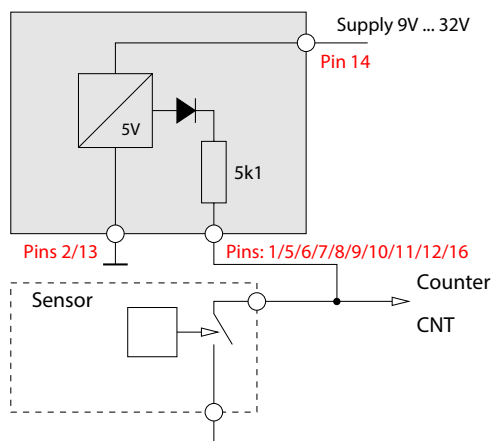 Supply 9V ... 32V
Pin 14
5V
5k1
Pins 2/13
Pins: 1/5/6/7/8/9/10/11/12/16
Sensor
Counter
CNT